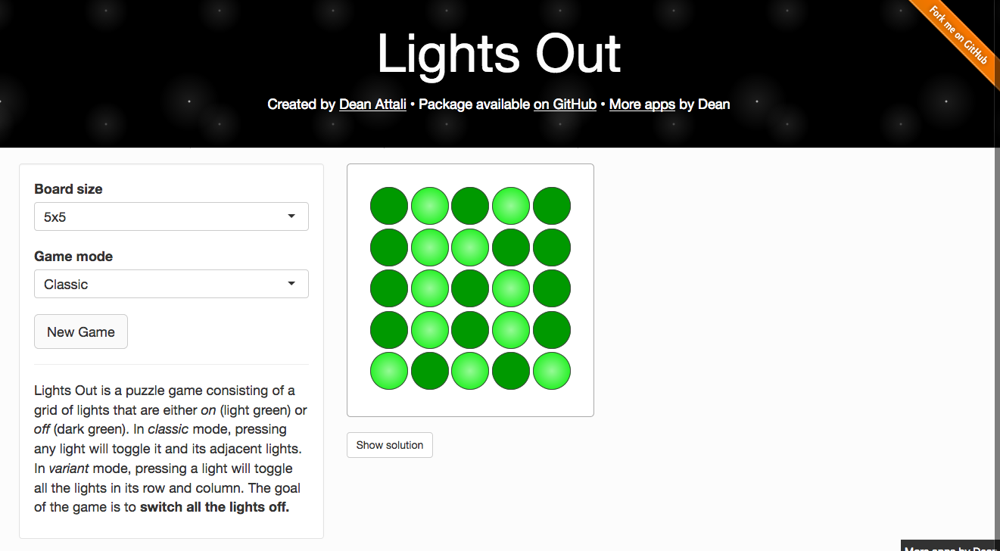 Fork me on GitHub
Lights Out
Created by Dean Attali • Package available on GitHub • More apps by Dean
Board size
5x5
Game mode
Classic
New Game
Lights Out is a puzzle game consisting of a
grid of lights that are either on (light green) or
off (dark green). In classic mode, pressing
any light will toggle it and its adjacent lights.
In variant mode, pressing a light will toggle
all the lights in its row and column. The goal
of the game is to switch all the lights off.
Show solution
More apps by Dean